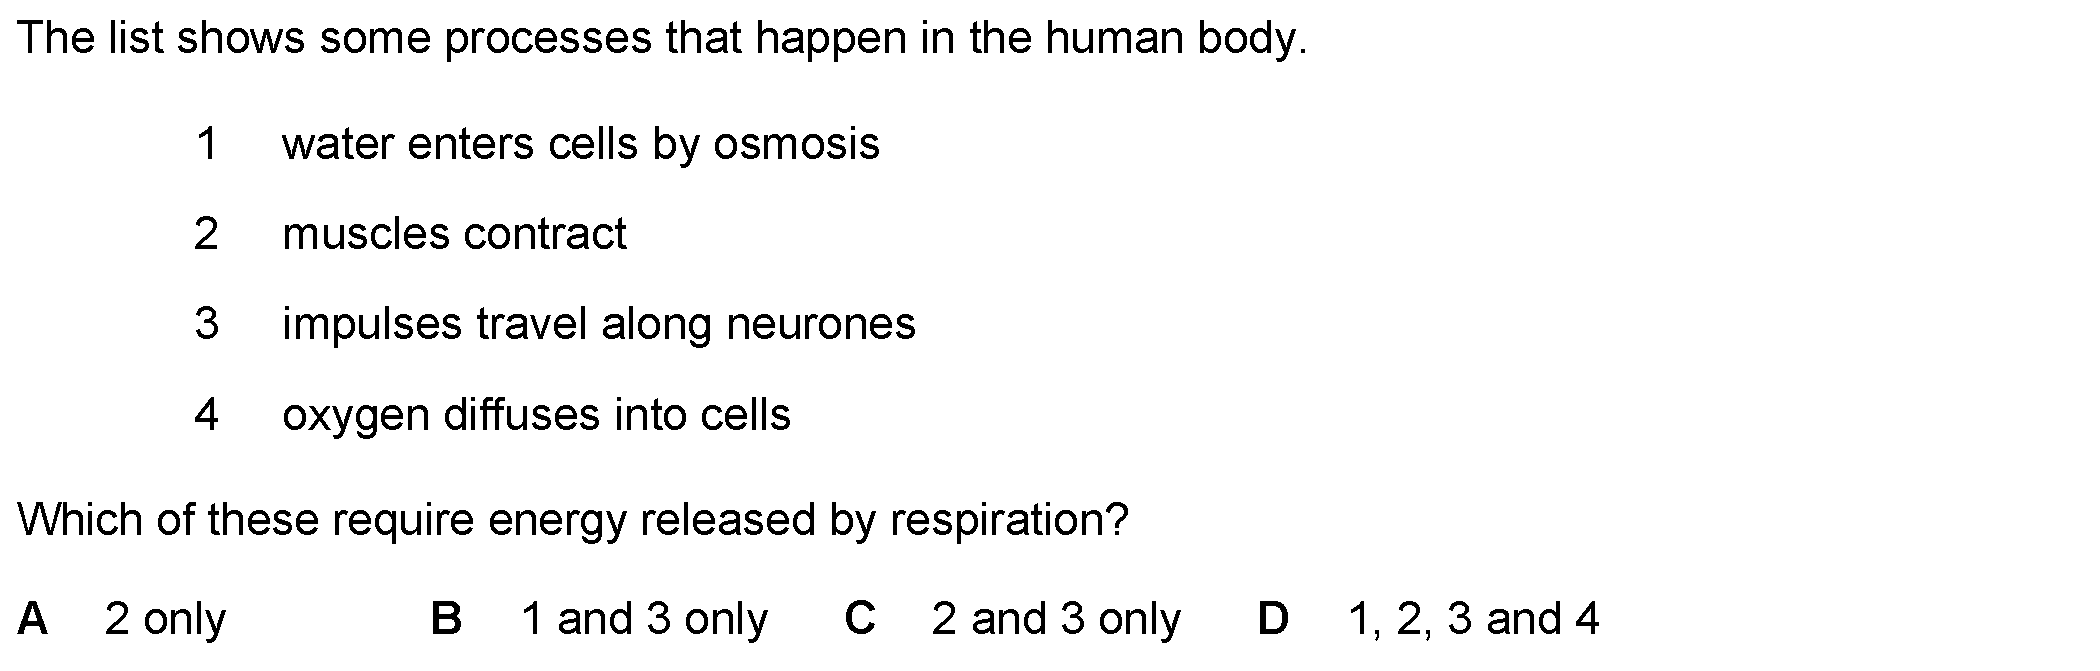 The list shows some processes that happen in the human body.
1 water enters cells by osmosis
2 muscles contract
3 impulses travel along neurones
4 oxygen diffuses into cells
Which of these require energy released by respiration?
A 2 only B 1 and 3 only C 2 and 3 only D 1, 2, 3 and 4